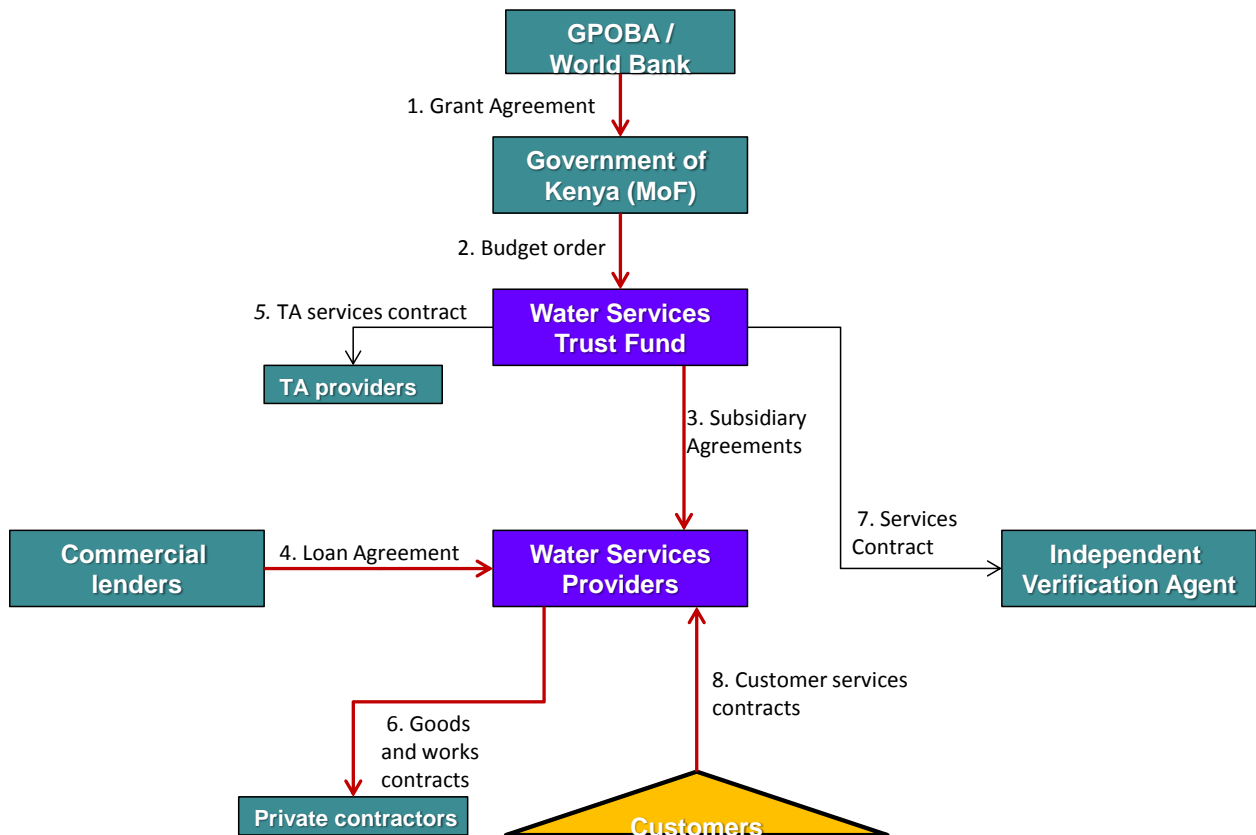 GPOBA /
World Bank
1. Grant Agreement
Government of
Kenya (MoF)
2. Budget order
5. TA services contract
Water Services
Trust Fund
TA providers
3. Subsidiary
Agreements
7. Services
Contract
Commercial
lenders
4. Loan Agreement
Water Services
Providers
Independent
Verification Agent
8. Customer services
contracts
6. Goods
and works
contracts
Private contractors
Customers